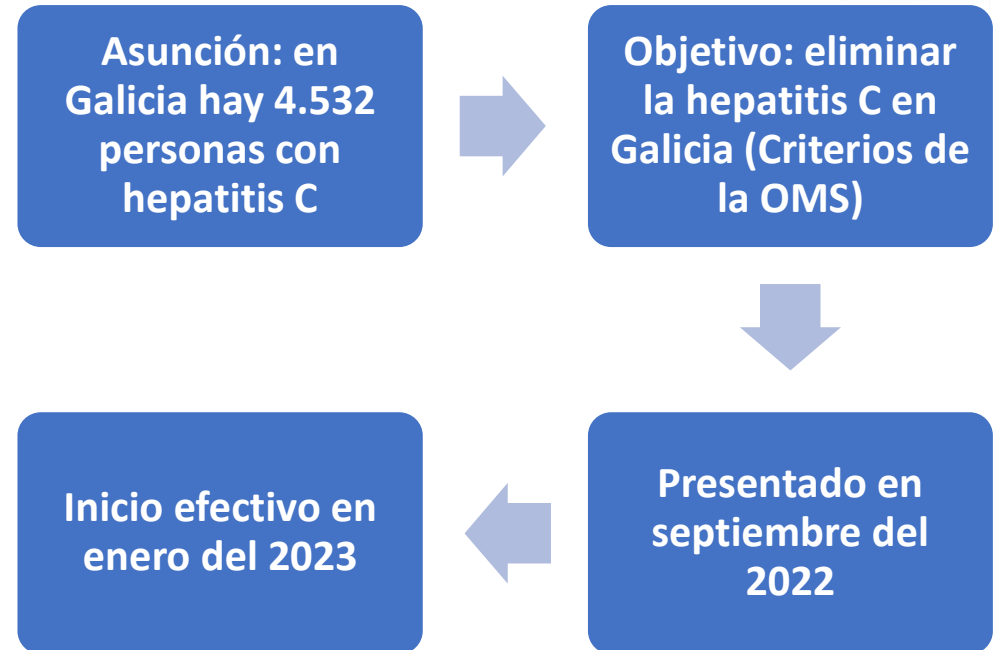 Asunción: en
Galicia hay 4.532
personas con
hepatitis C
Objetivo: eliminar
la hepatitis C en
Galicia (Criterios de
la OMS)
Presentado en
septiembre del
2022
Inicio efectivo en
enero del 2023